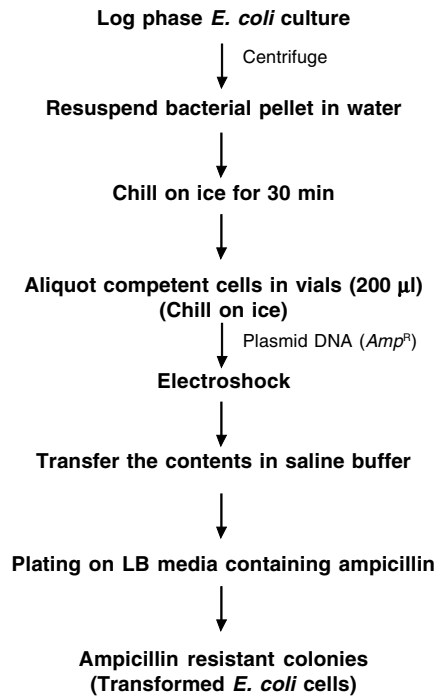 Log phase E. coli culture
Centrifuge
Resuspend bacterial pellet in water
Chill on ice for 30 min
Aliquot competent cells in vials (200 µl)
(Chill on ice)
Plasmid DNA (Ampᴿ)
Electroshock
Transfer the contents in saline buffer
Plating on LB media containing ampicillin
Ampicillin resistant colonies
(Transformed E. coli cells)